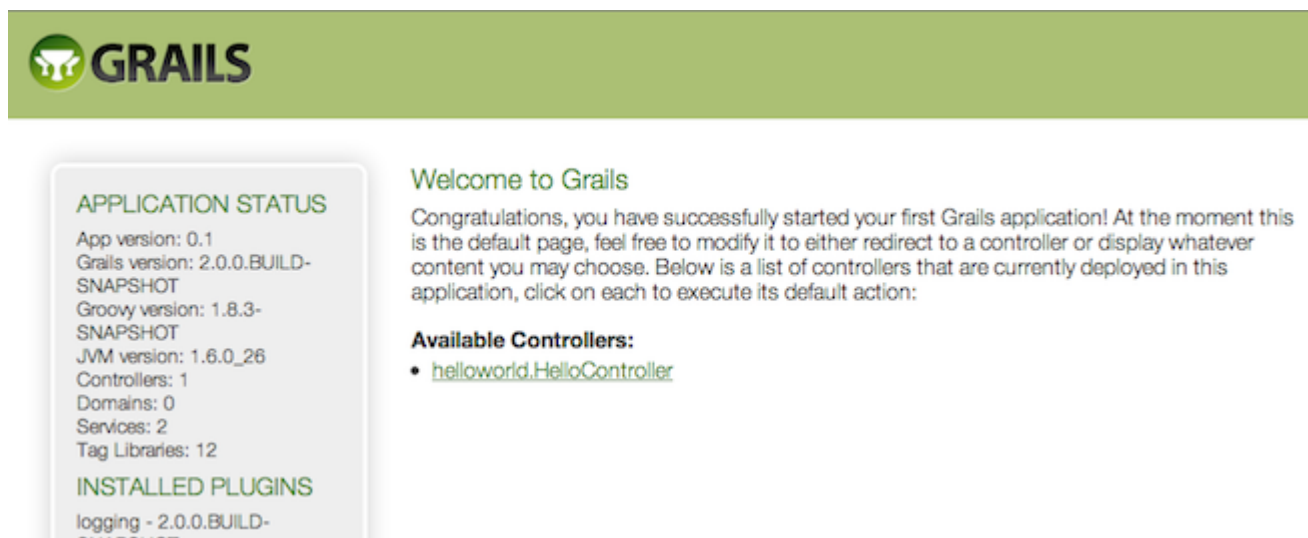 GRAILS
APPLICATION STATUS
App version: 0.1
Grails version: 2.0.0.BUILD-
SNAPSHOT
Groovy version: 1.8.3-
SNAPSHOT
JVM version: 1.6.0_26
Controllers: 1
Domains: 0
Services: 2
Tag Libraries: 12
INSTALLED PLUGINS
logging - 2.0.0.BUILD-
Welcome to Grails
Congratulations, you have successfully started your first Grails application! At the moment this
is the default page, feel free to modify it to either redirect to a controller or display whatever
content you may choose. Below is a list of controllers that are currently deployed in this
application, click on each to execute its default action:
Available Controllers:
• helloworld.HelloController